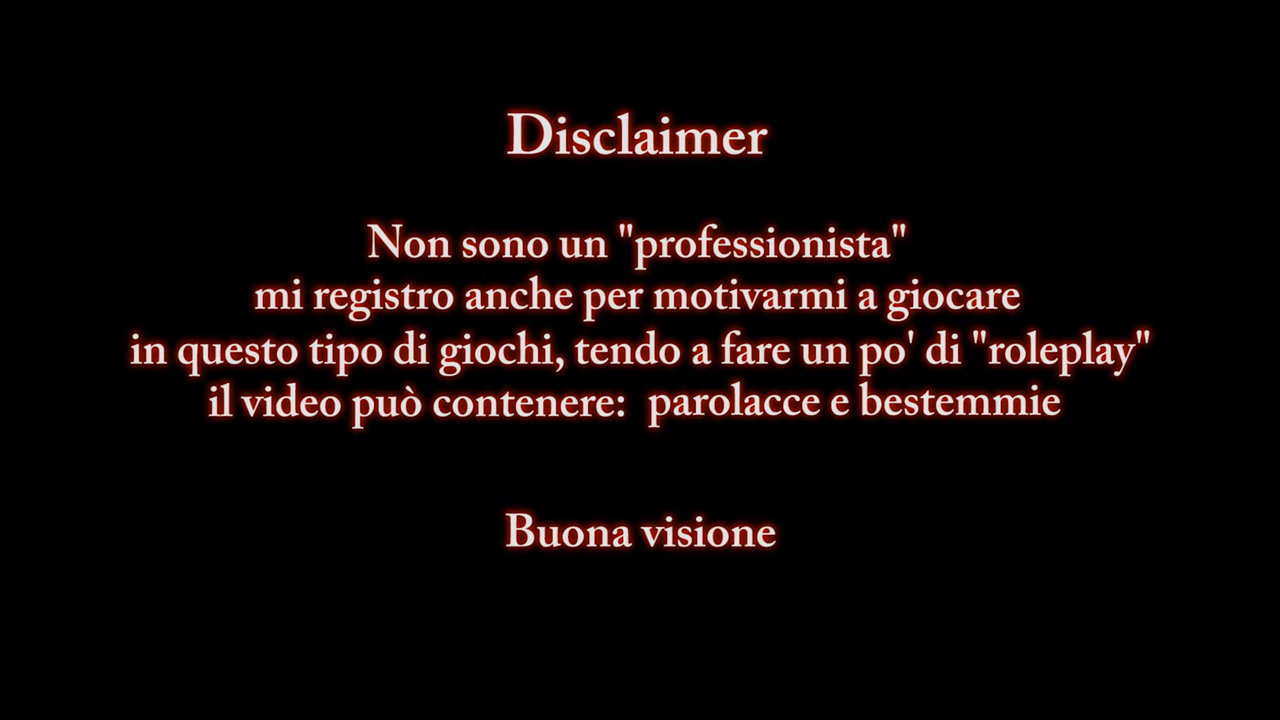 Disclaimer
Non sono un "professionista"
mi registro anche per motivarmi a giocare
in questo tipo di giochi, tendo a fare un po' di "roleplay"
il video può contenere: parolacce e bestemmie
Buona visione